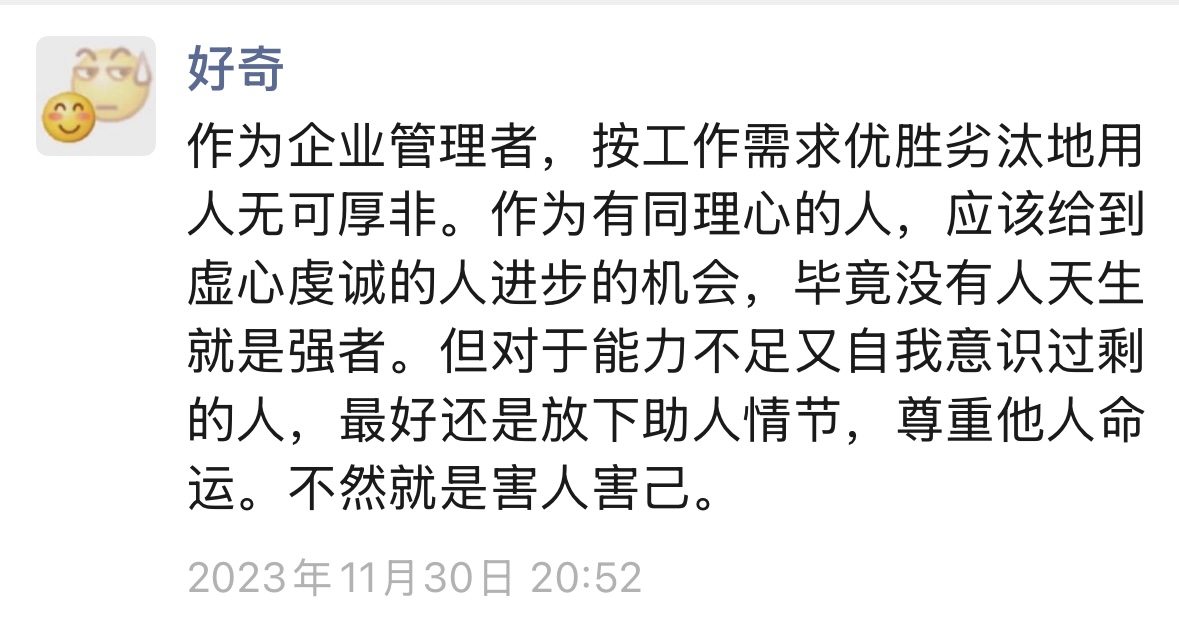 好奇
作为企业管理者，按工作需求优胜劣汰地用
人无可厚非。作为有同理心的人，应该给到
虚心虔诚的人进步的机会，毕竟没有人天生
就是强者。但对于能力不足又自我意识过剩
的人，最好还是放下助人情节，尊重他人命
运。不然就是害人害己。
2023年11月30日 20:52